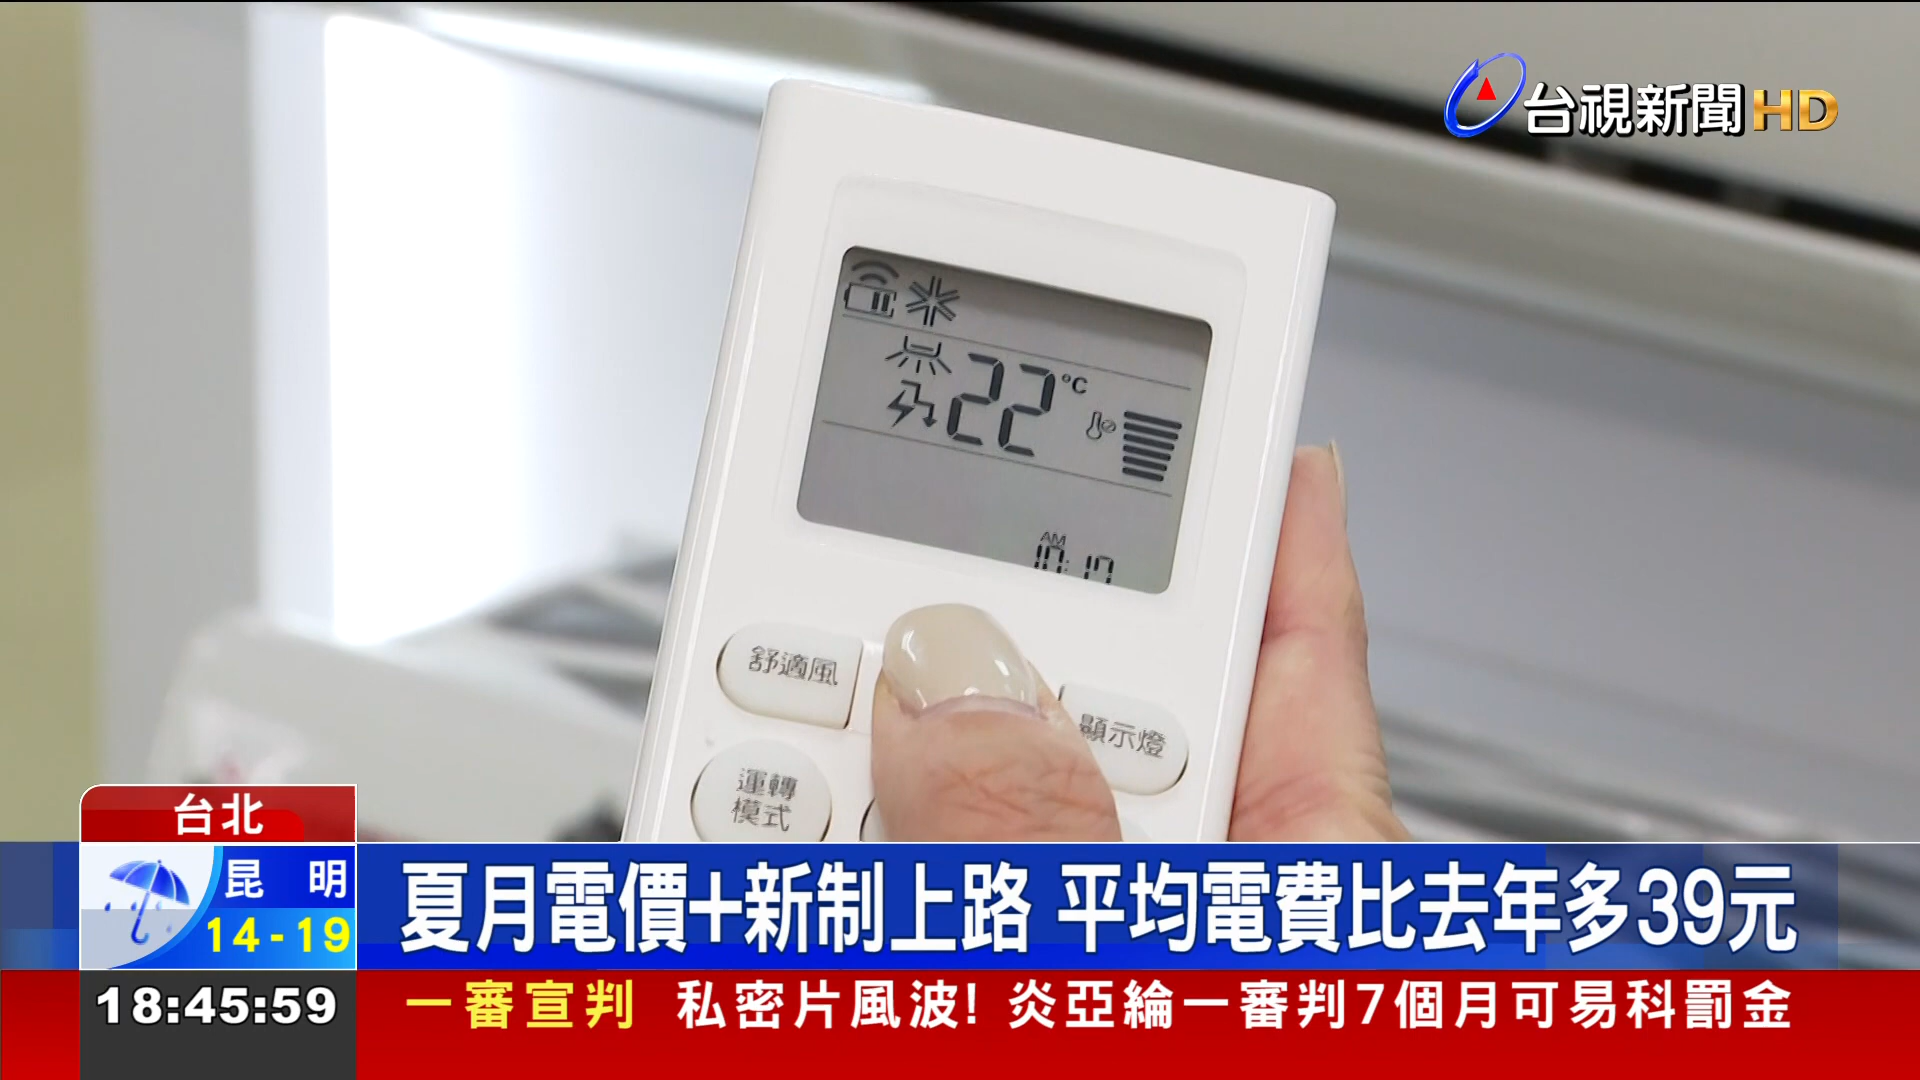 台視新聞HD
22°C
AM
10:17
舒適風
顯示燈
運轉
模式
台北
昆 明
14-19
夏月電價+新制上路 平均電費比去年多39元
18:45:59
一審宣判 私密片風波! 炎亞綸一審判7個月可易科罰金